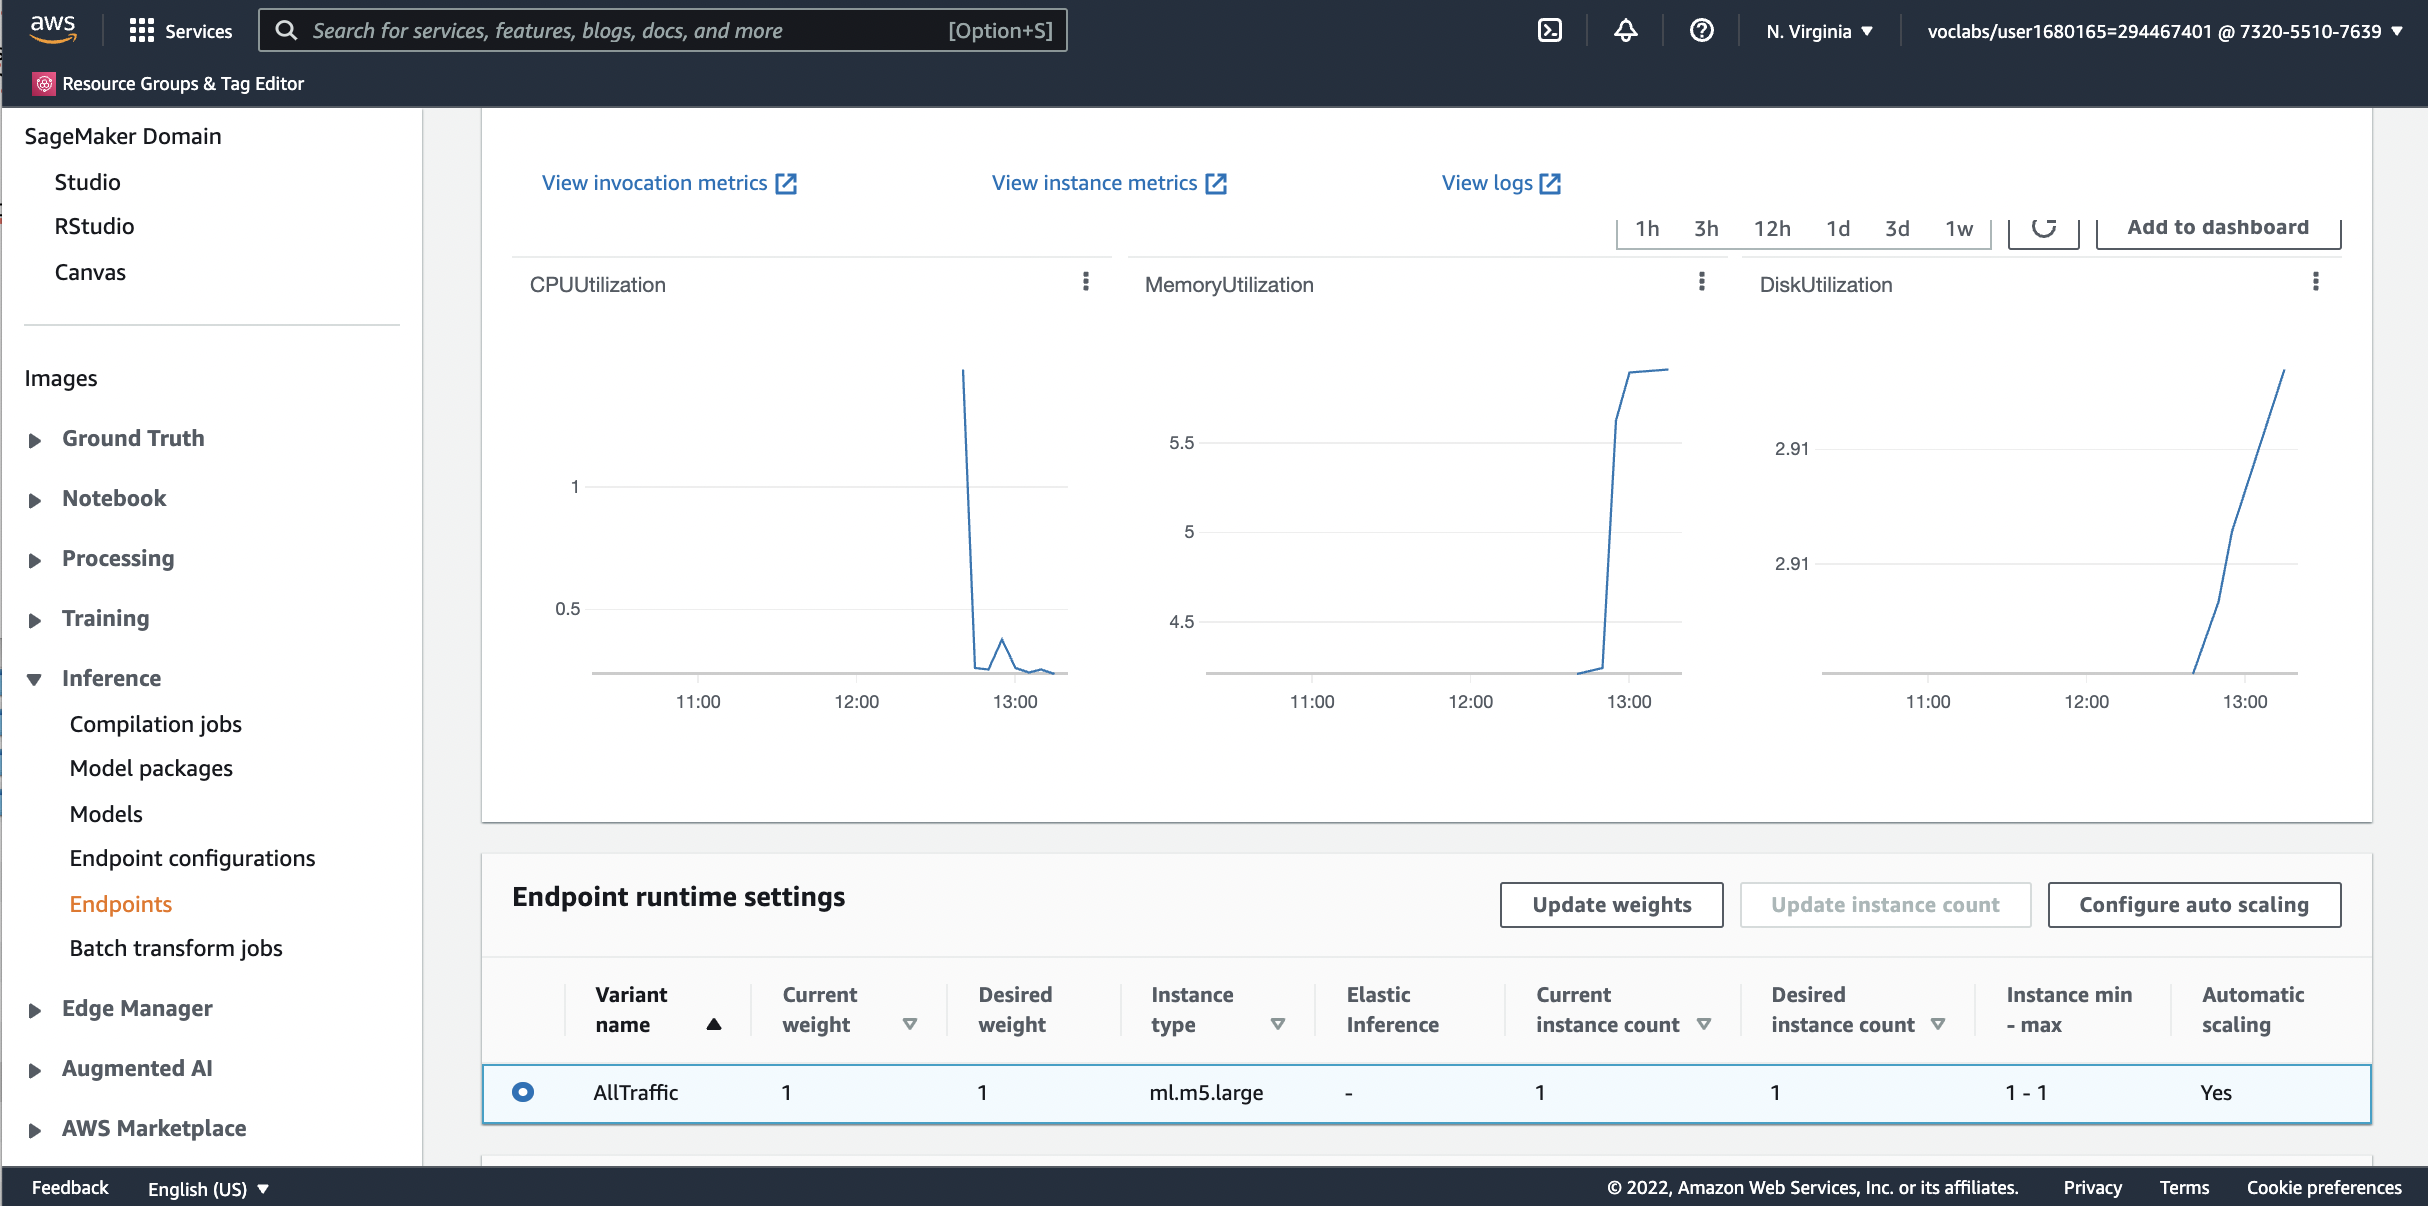 aws
Services
Search for services, features, blogs, docs, and more
[Option+S]
N. Virginia
voclabs/user1680165=294467401 @ 7320-5510-7639
Resource Groups & Tag Editor
SageMaker Domain
Studio
RStudio
Canvas
Images
Ground Truth
Notebook
Processing
Training
Inference
Compilation jobs
Model packages
Models
Endpoint configurations
Endpoints
Batch transform jobs
Edge Manager
Augmented AI
AWS Marketplace
View invocation metrics
View instance metrics
View logs
1h 3h 12h 1d 3d 1w
Add to dashboard
CPUUtilization
1
0.5
11:00 12:00 13:00
MemoryUtilization
5.5
5
4.5
11:00 12:00 13:00
DiskUtilization
2.91
2.91
11:00 12:00 13:00
Endpoint runtime settings
Update weights
Update instance count
Configure auto scaling
Variant name
Current weight
Desired weight
Instance type
Elastic Inference
Current instance count
Desired instance count
Instance min - max
Automatic scaling
AllTraffic 1 1 ml.m5.large - 1 1 1 - 1 Yes
Feedback
English (US)
© 2022, Amazon Web Services, Inc. or its affiliates.
Privacy
Terms
Cookie preferences